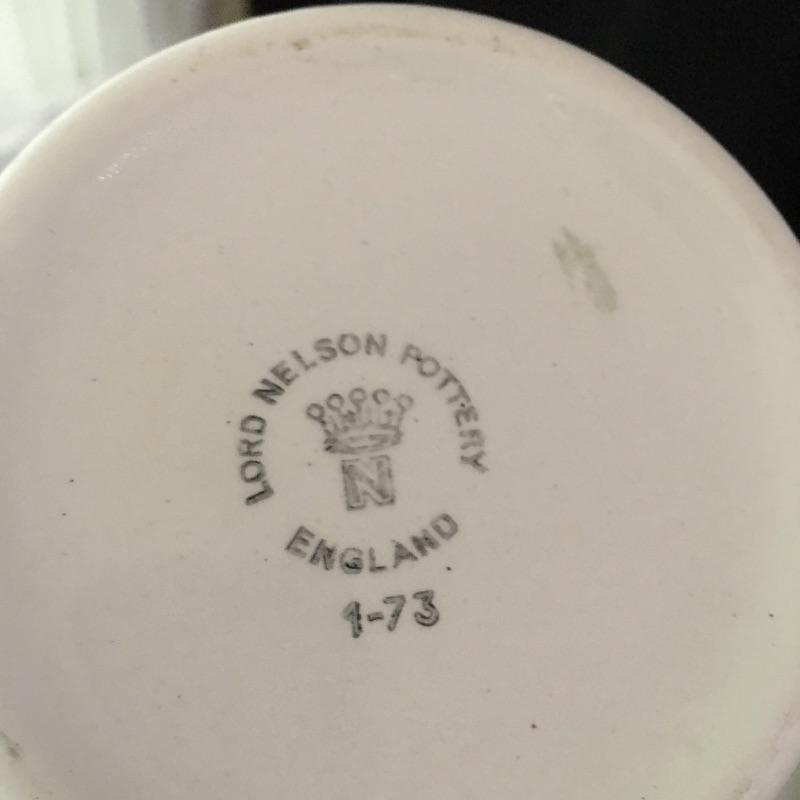 LORD NELSON POTTERY
N
ENGLAND
1-73